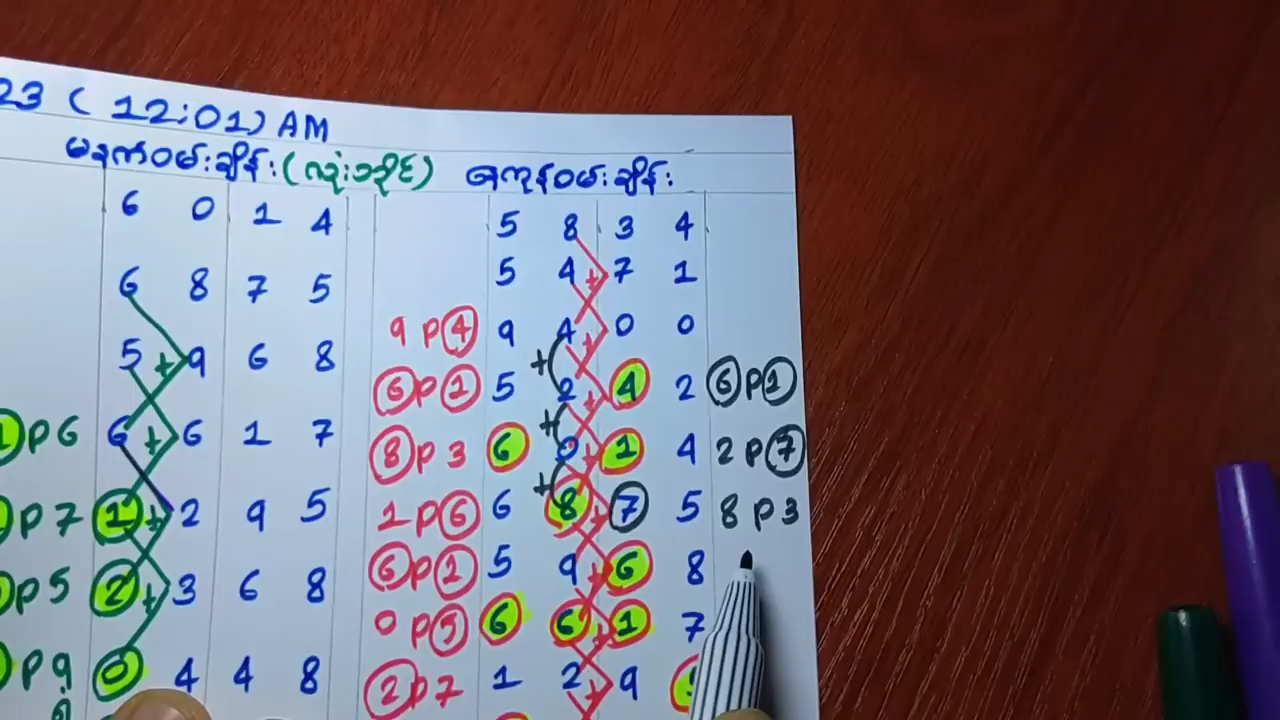 23 ( 12:01) AM
မနက်ဝမ်းချိန်း(လုံးဘိုင်) ရက္ကန်ဝမ်းချိန်း
6 0 1 4 5 8 3 4
6 8 7 5 5 4 + 7 1
9 P 4 9 4 + 0 0
5 + 9 6 8 6 P 1 5 + 2 + 4 2 6 P 1
1 P 6 6 + 6 1 7 8 P 3 6 + 0 + 1 4 2 P 7
P 7 1 + 2 9 5 1 P 6 6 + 8 + 7 5 8 P 3
P 5 2 + 3 6 8 6 P 1 5 9 + 6 8
0 P 5 6 6 + 1 7
P 9 0 4 4 8 2 P 7 1 2 + 9